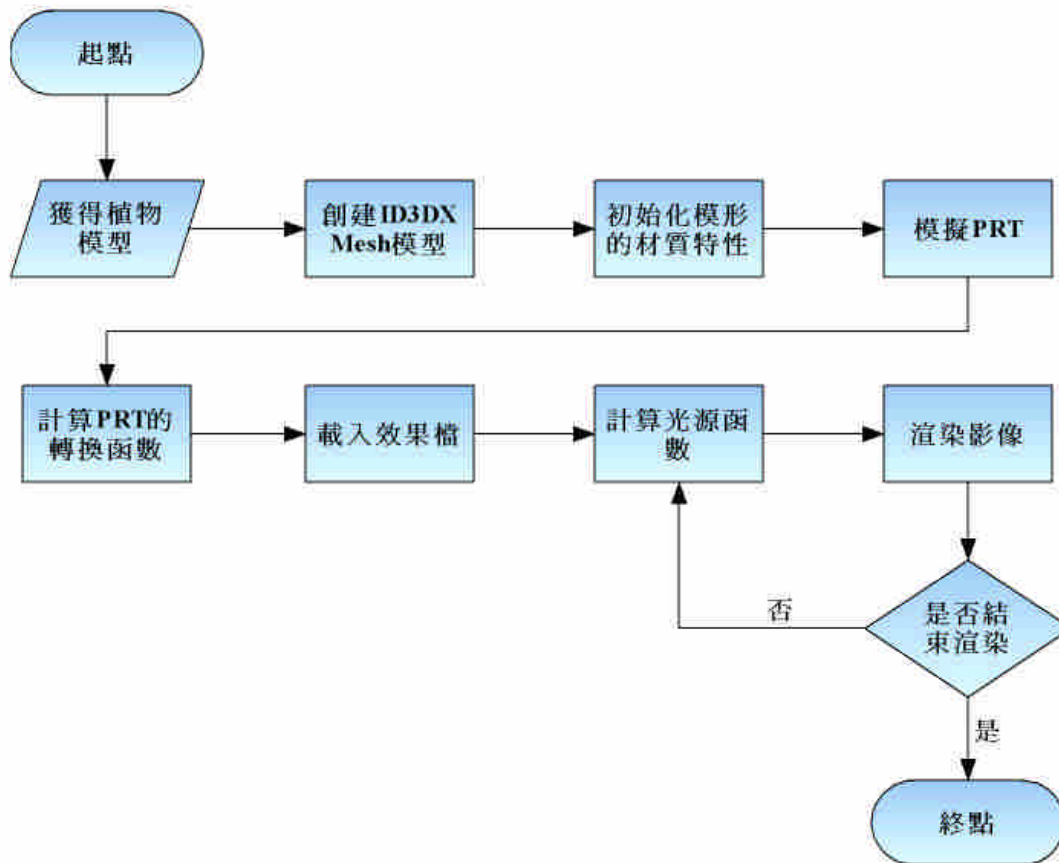 起點
獲得植物
模型
創建ID3DX
Mesh模型
初始化模形
的材質特性
模擬PRT
計算PRT的
轉換函數
載入效果檔
計算光源函
數
渲染影像
是否結
束渲染
否
是
終點